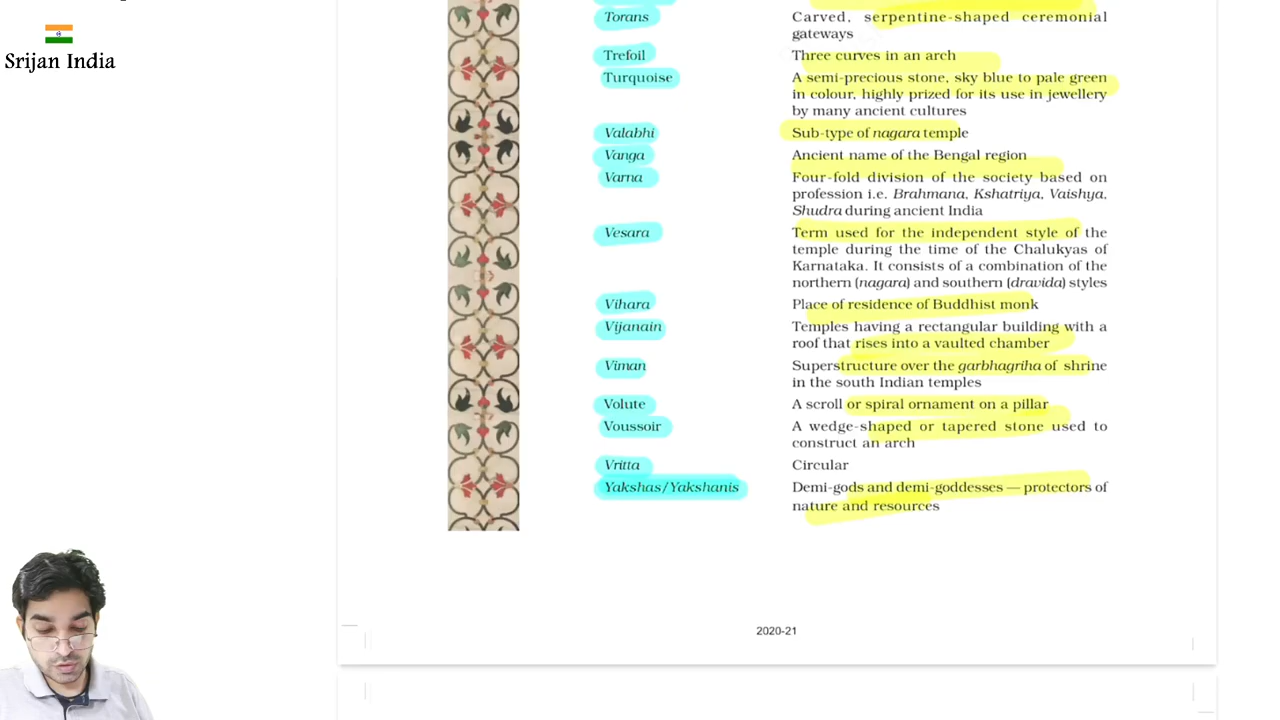 Srijan India
Torans Carved, serpentine-shaped ceremonial
gateways
Trefoil Three curves in an arch
Turquoise A semi-precious stone, sky blue to pale green
in colour, highly prized for its use in jewellery
by many ancient cultures
Valabhi Sub-type of nagara temple
Vanga Ancient name of the Bengal region
Varna Four-fold division of the society based on
profession i.e. Brahmana, Kshatriya, Vaishya,
Shudra during ancient India
Vesara Term used for the independent style of the
temple during the time of the Chalukyas of
Karnataka. It consists of a combination of the
northern (nagara) and southern (dravida) styles
Vihara Place of residence of Buddhist monk
Vijanain Temples having a rectangular building with a
roof that rises into a vaulted chamber
Viman Superstructure over the garbhagriha of shrine
in the south Indian temples
Volute A scroll or spiral ornament on a pillar
Voussoir A wedge-shaped or tapered stone used to
construct an arch
Vritta Circular
Yakshas/Yakshanis Demi-gods and demi-goddesses — protectors of
nature and resources
2020-21